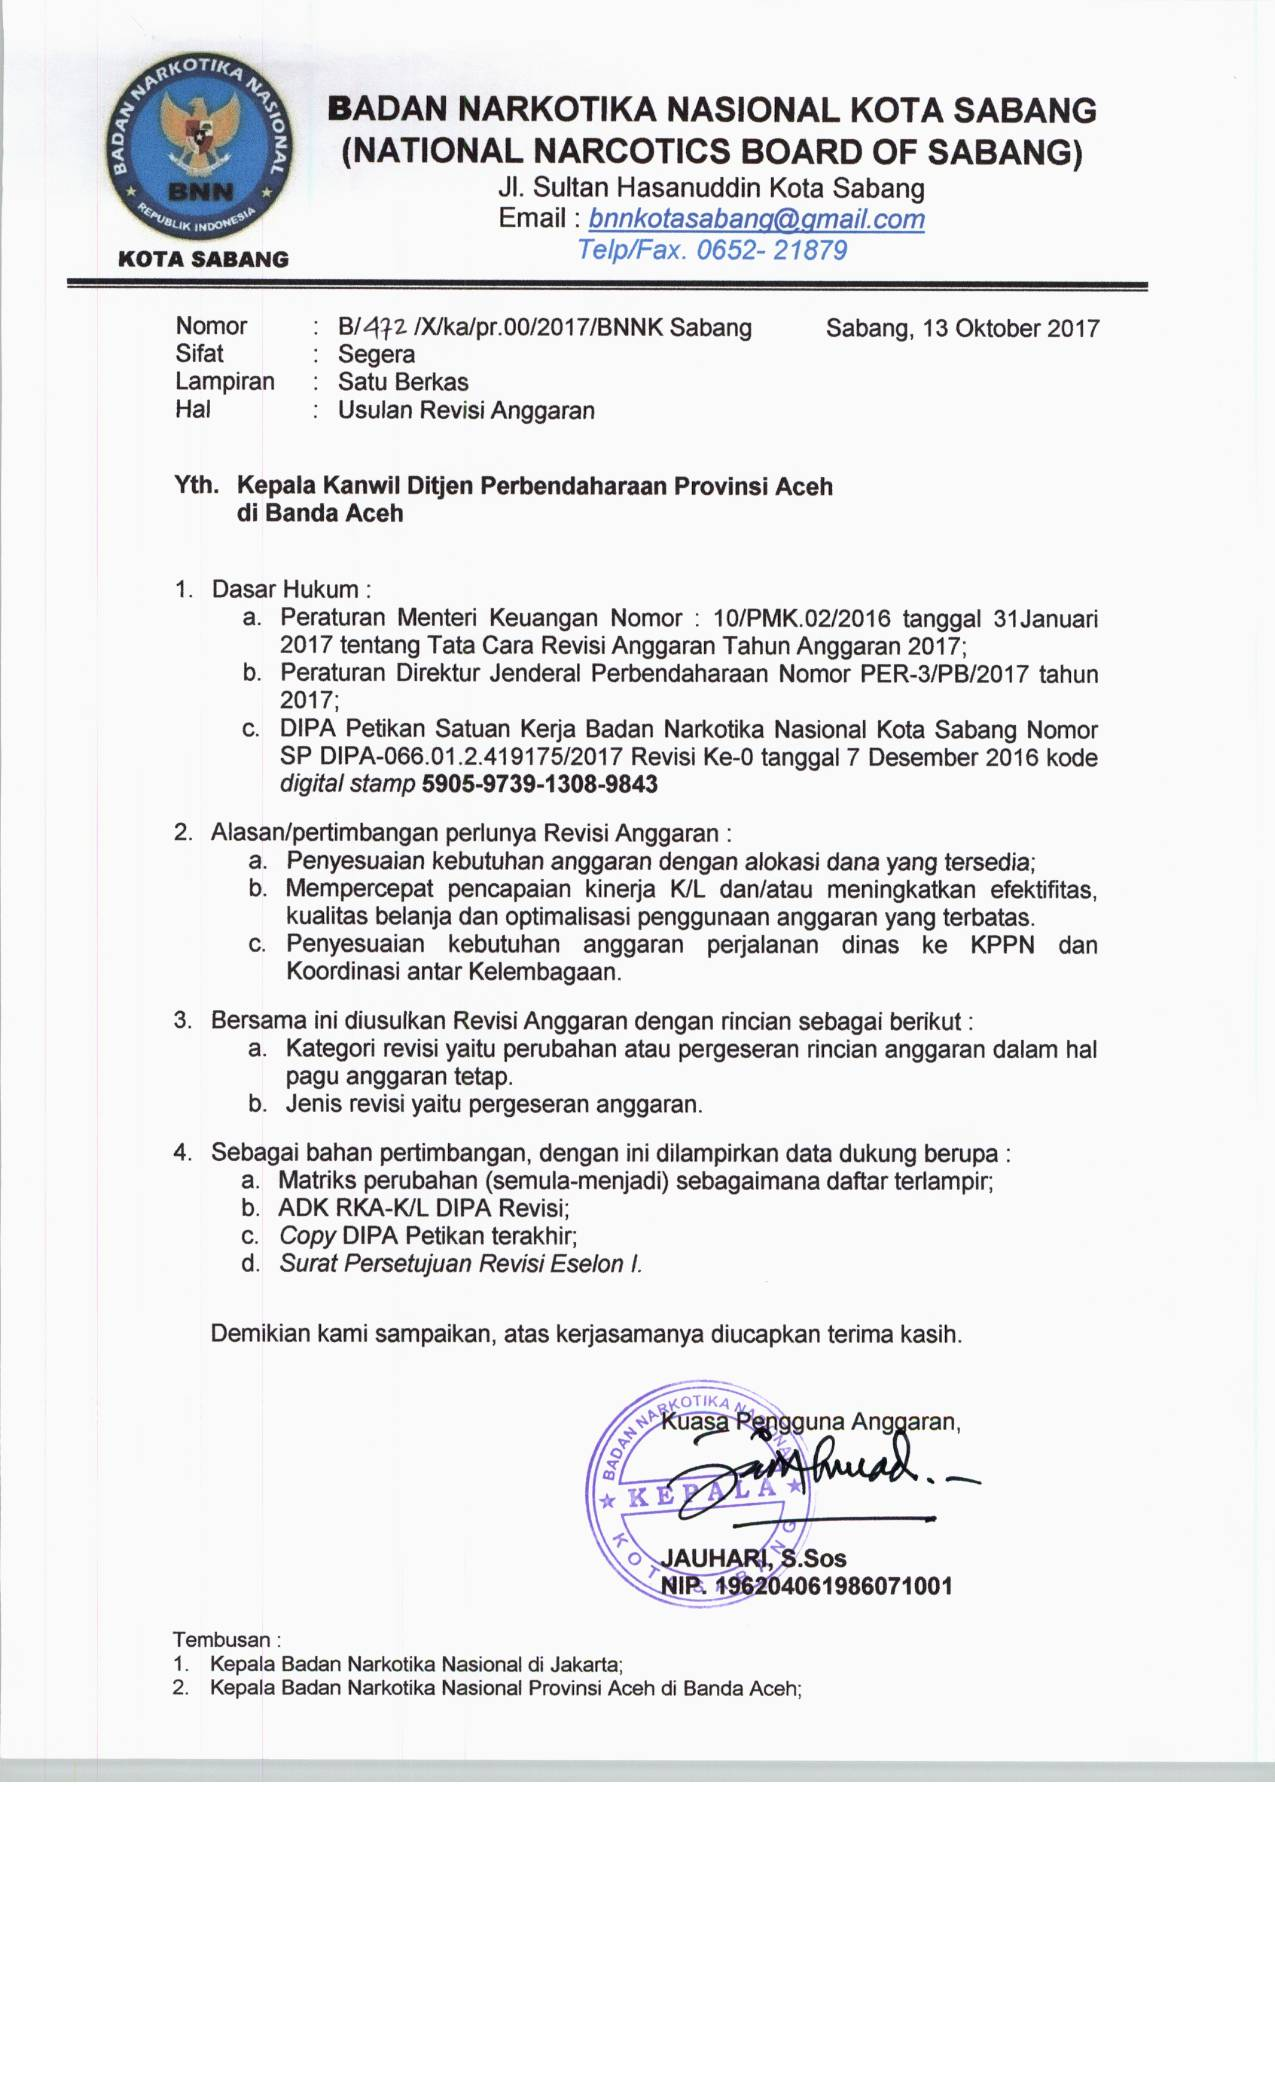 BADAN NARKOTIKA NASIONAL
BNN
REPUBLIK INDONESIA
KOTA SABANG
BADAN NARKOTIKA NASIONAL KOTA SABANG
(NATIONAL NARCOTICS BOARD OF SABANG)
Jl. Sultan Hasanuddin Kota Sabang
Email : bnnkotasabang@gmail.com
Telp/Fax. 0652- 21879
Nomor : B/472 /X/ka/pr.00/2017/BNNK Sabang Sabang, 13 Oktober 2017
Sifat : Segera
Lampiran : Satu Berkas
Hal : Usulan Revisi Anggaran
Yth. Kepala Kanwil Ditjen Perbendaharaan Provinsi Aceh
di Banda Aceh
1. Dasar Hukum :
a. Peraturan Menteri Keuangan Nomor : 10/PMK.02/2016 tanggal 31Januari
2017 tentang Tata Cara Revisi Anggaran Tahun Anggaran 2017;
b. Peraturan Direktur Jenderal Perbendaharaan Nomor PER-3/PB/2017 tahun
2017;
c. DIPA Petikan Satuan Kerja Badan Narkotika Nasional Kota Sabang Nomor
SP DIPA-066.01.2.419175/2017 Revisi Ke-0 tanggal 7 Desember 2016 kode
digital stamp 5905-9739-1308-9843
2. Alasan/pertimbangan perlunya Revisi Anggaran :
a. Penyesuaian kebutuhan anggaran dengan alokasi dana yang tersedia;
b. Mempercepat pencapaian kinerja K/L dan/atau meningkatkan efektifitas,
kualitas belanja dan optimalisasi penggunaan anggaran yang terbatas.
c. Penyesuaian kebutuhan anggaran perjalanan dinas ke KPPN dan
Koordinasi antar Kelembagaan.
3. Bersama ini diusulkan Revisi Anggaran dengan rincian sebagai berikut :
a. Kategori revisi yaitu perubahan atau pergeseran rincian anggaran dalam hal
pagu anggaran tetap.
b. Jenis revisi yaitu pergeseran anggaran.
4. Sebagai bahan pertimbangan, dengan ini dilampirkan data dukung berupa :
a. Matriks perubahan (semula-menjadi) sebagaimana daftar terlampir;
b. ADK RKA-K/L DIPA Revisi;
c. Copy DIPA Petikan terakhir;
d. Surat Persetujuan Revisi Eselon I.
Demikian kami sampaikan, atas kerjasamanya diucapkan terima kasih.
Kuasa Pengguna Anggaran,
BADAN NARKOTIKA NASIONAL
KEPALA
KOTA SABANG
JAUHARI, S.Sos
NIP. 196204061986071001
Tembusan :
1. Kepala Badan Narkotika Nasional di Jakarta;
2. Kepala Badan Narkotika Nasional Provinsi Aceh di Banda Aceh;